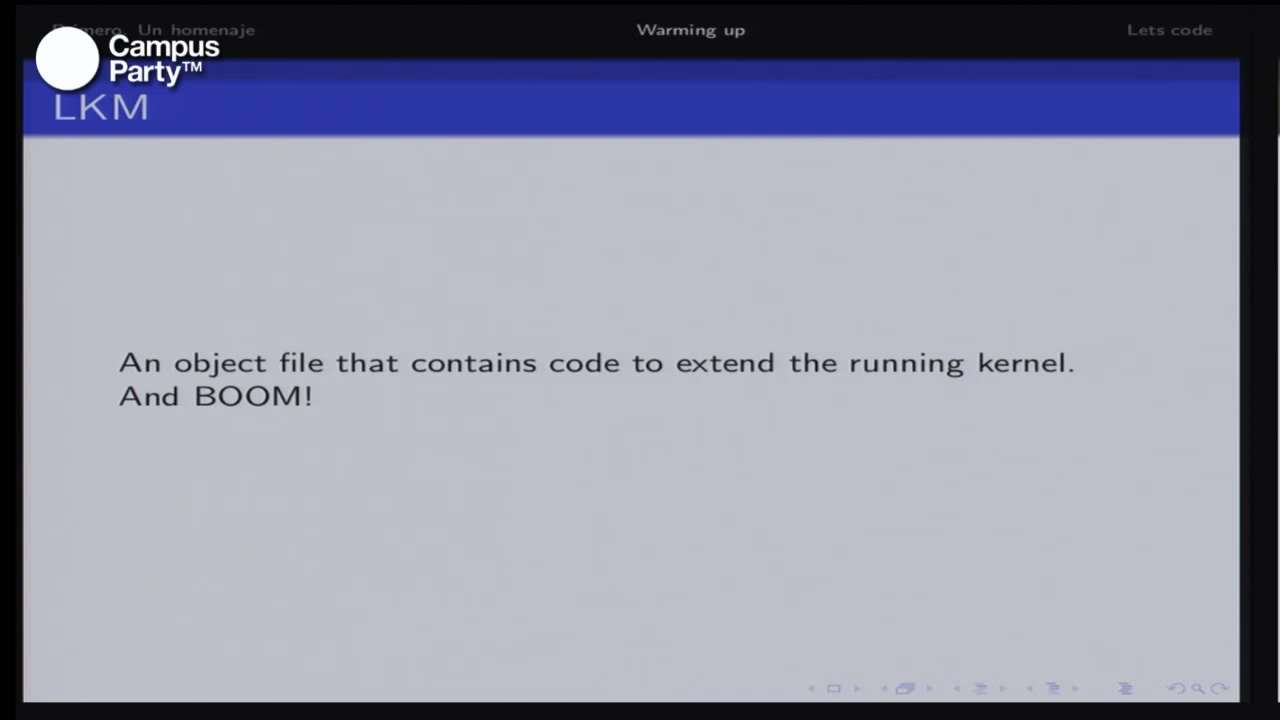 Primero, Un homenaje
Warming up
Lets code
Campus
Party™
LKM
An object file that contains code to extend the running kernel.
And BOOM!